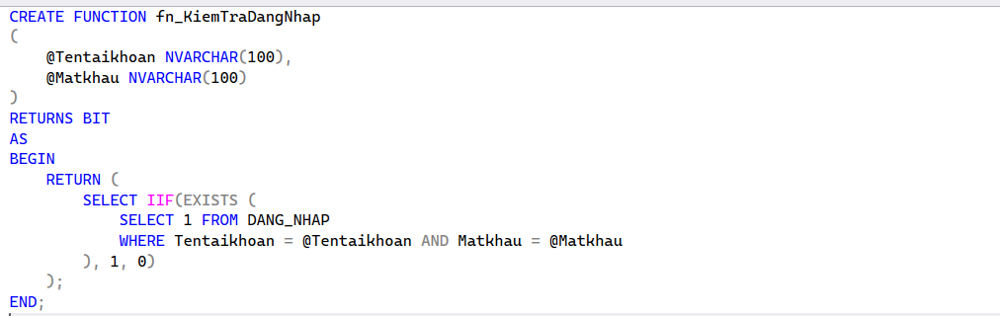 CREATE FUNCTION fn_KiemTraDangNhap
(
    @Tentaikhoan NVARCHAR(100),
    @Matkhau NVARCHAR(100)
)
RETURNS BIT
AS
BEGIN
    RETURN (
        SELECT IIF(EXISTS (
            SELECT 1 FROM DANG_NHAP
            WHERE Tentaikhoan = @Tentaikhoan AND Matkhau = @Matkhau
        ), 1, 0)
    );
END;